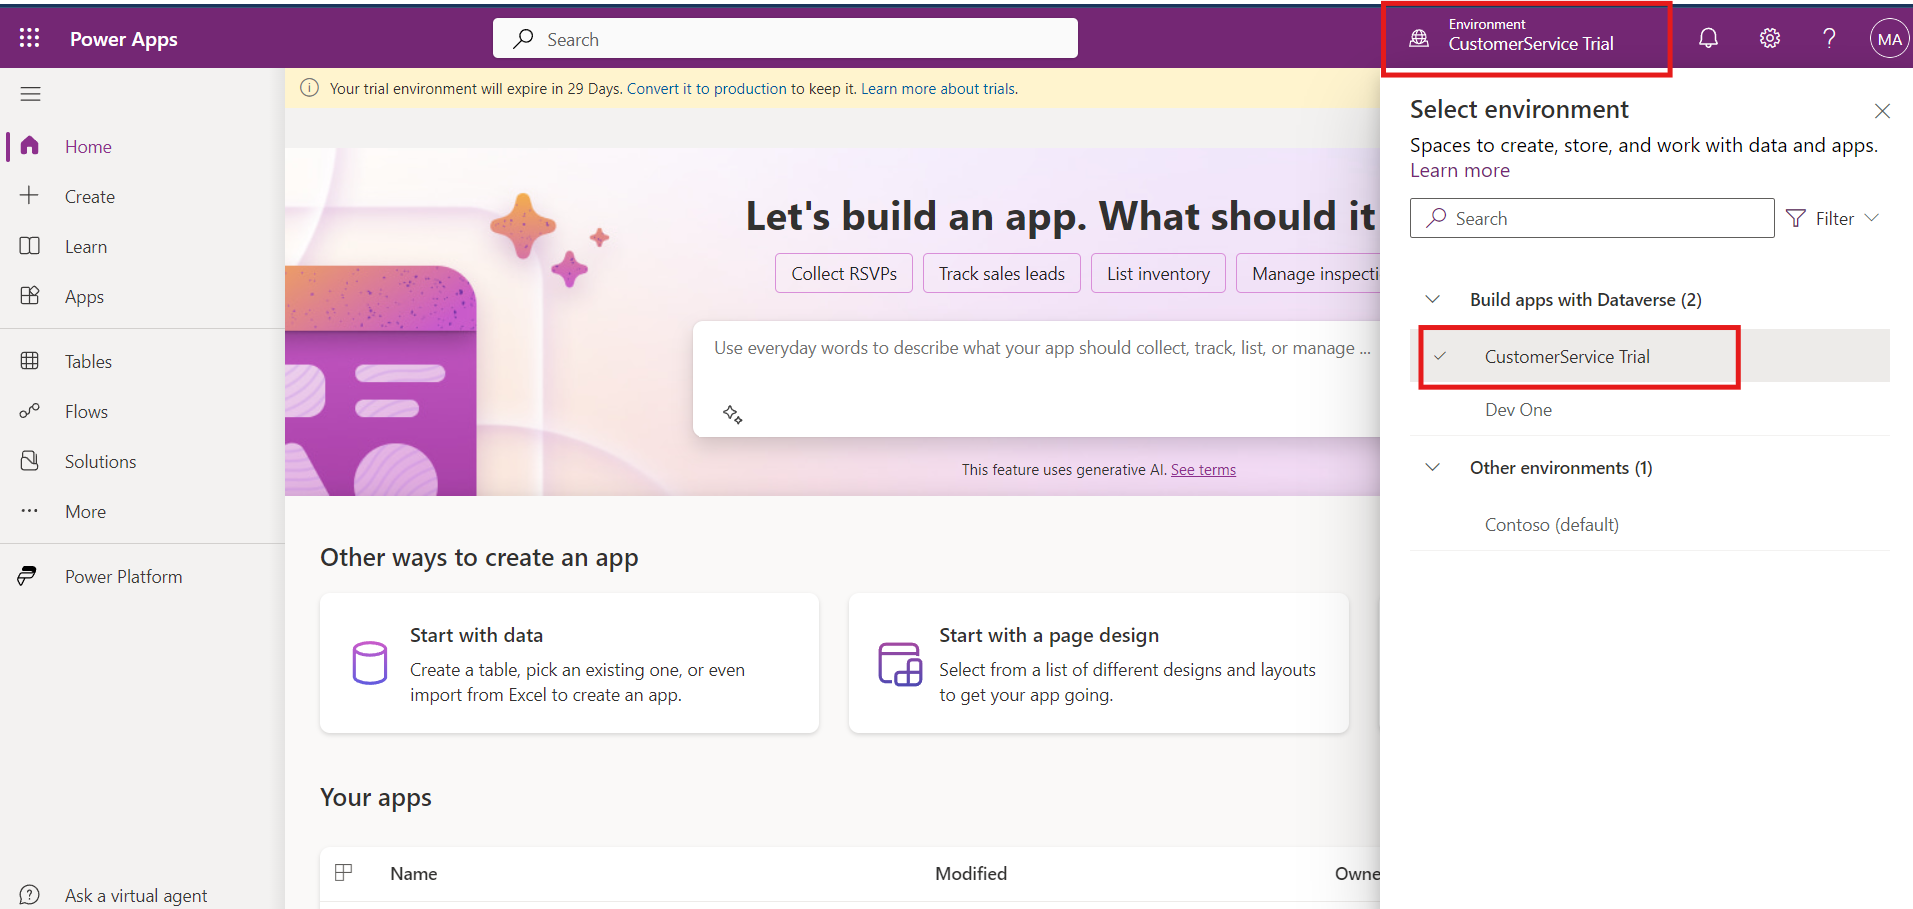 Power Apps
Search
Environment
CustomerService Trial
MA
Home
Create
Learn
Apps
Tables
Flows
Solutions
More
Power Platform
Ask a virtual agent
Your trial environment will expire in 29 Days. Convert it to production to keep it. Learn more about trials.
Let's build an app. What should it
Collect RSVPs
Track sales leads
List inventory
Manage inspecti
Use everyday words to describe what your app should collect, track, list, or manage ...
This feature uses generative AI. See terms
Other ways to create an app
Start with data
Create a table, pick an existing one, or even
import from Excel to create an app.
Start with a page design
Select from a list of different designs and layouts
to get your app going.
Your apps
Name
Modified
Owne
Select environment
Spaces to create, store, and work with data and apps.
Learn more
Search
Filter
Build apps with Dataverse (2)
CustomerService Trial
Dev One
Other environments (1)
Contoso (default)